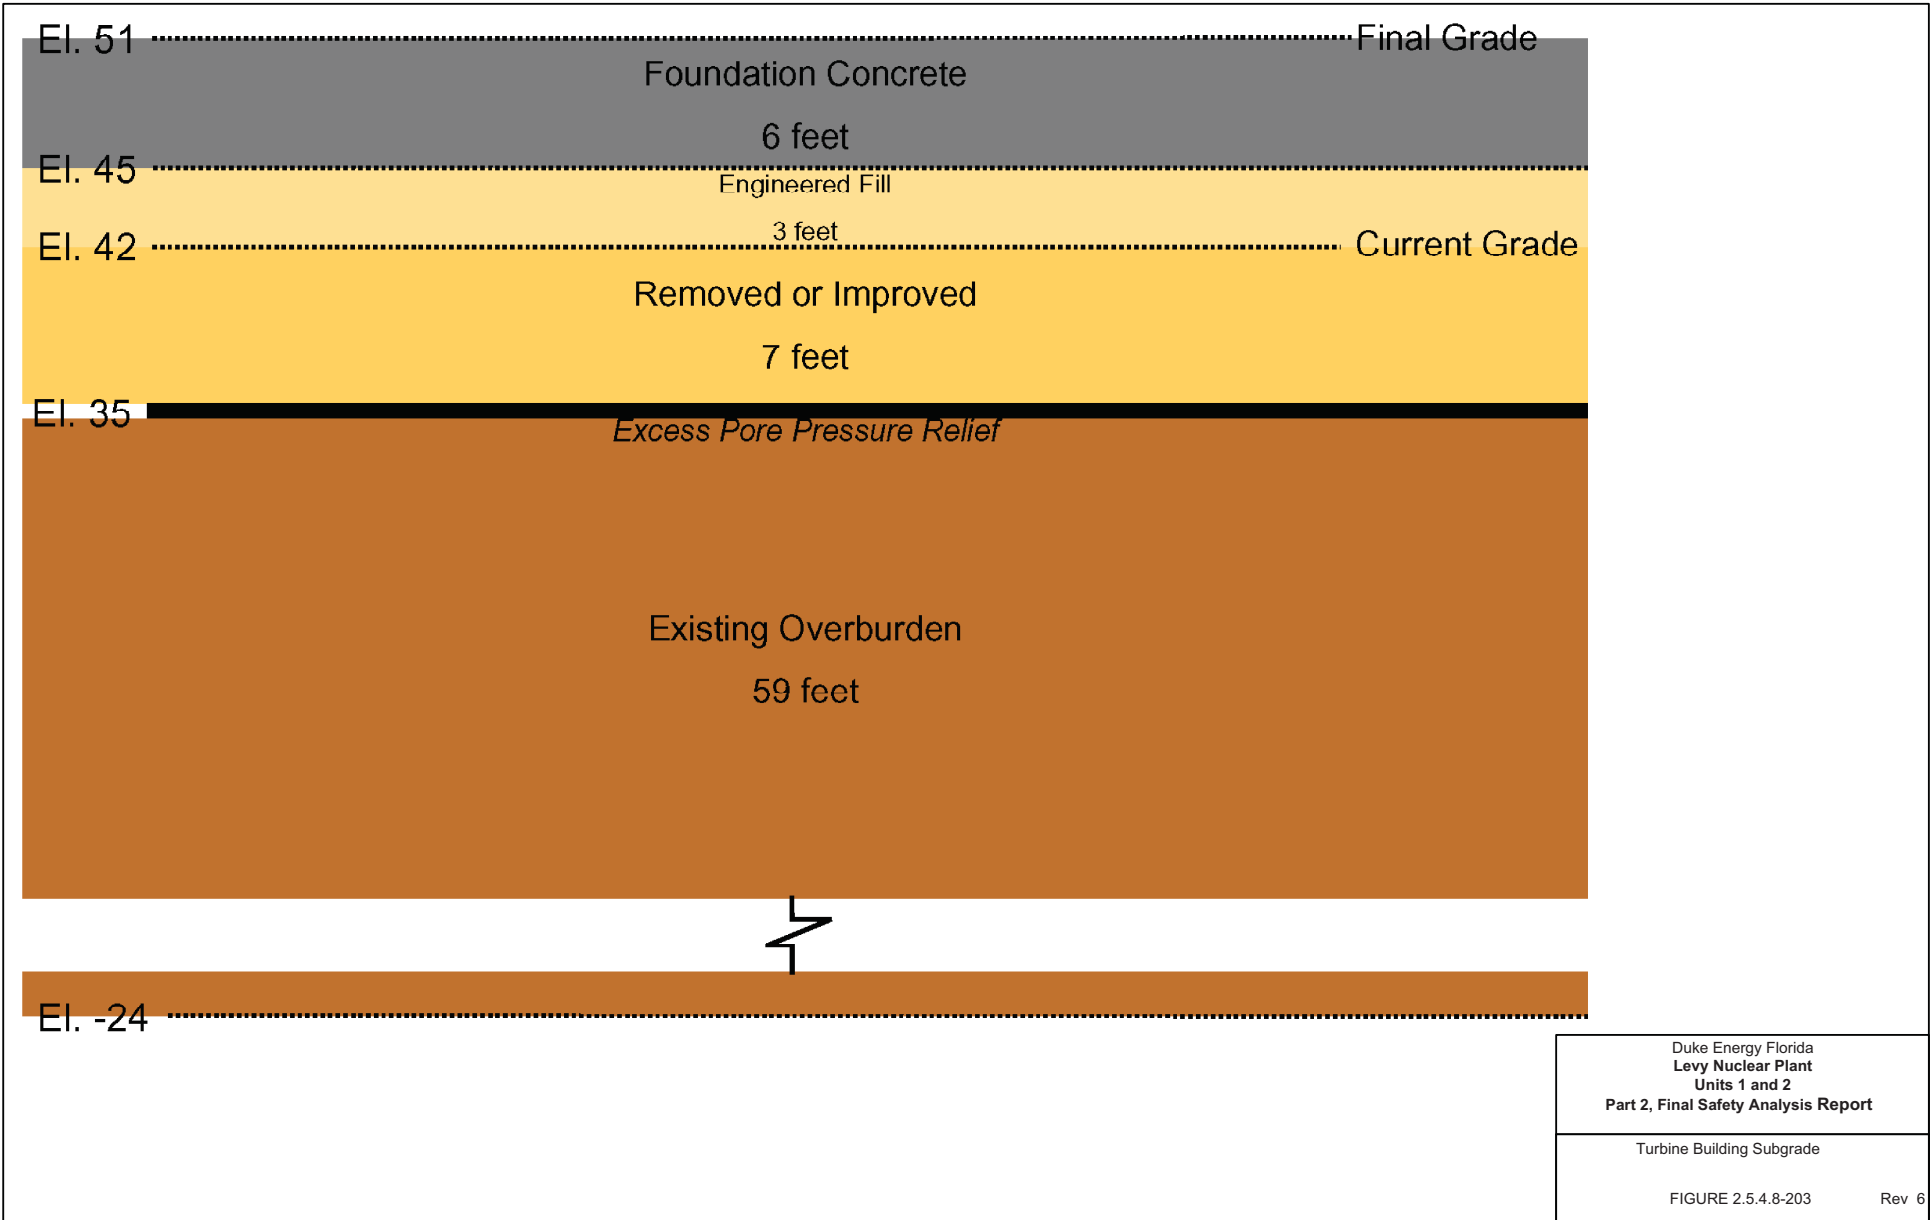 El. 51
Final Grade
Foundation Concrete
6 feet
El. 45
Engineered Fill
3 feet
El. 42
Current Grade
Removed or Improved
7 feet
El. 35
Excess Pore Pressure Relief
Existing Overburden
59 feet
El. -24
Duke Energy Florida
Levy Nuclear Plant
Units 1 and 2
Part 2, Final Safety Analysis Report
Turbine Building Subgrade
FIGURE 2.5.4.8-203 Rev 6